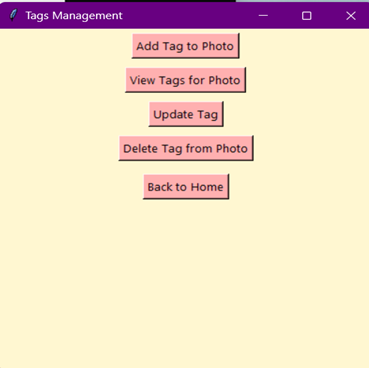 Tags Management
Add Tag to Photo
View Tags for Photo
Update Tag
Delete Tag from Photo
Back to Home